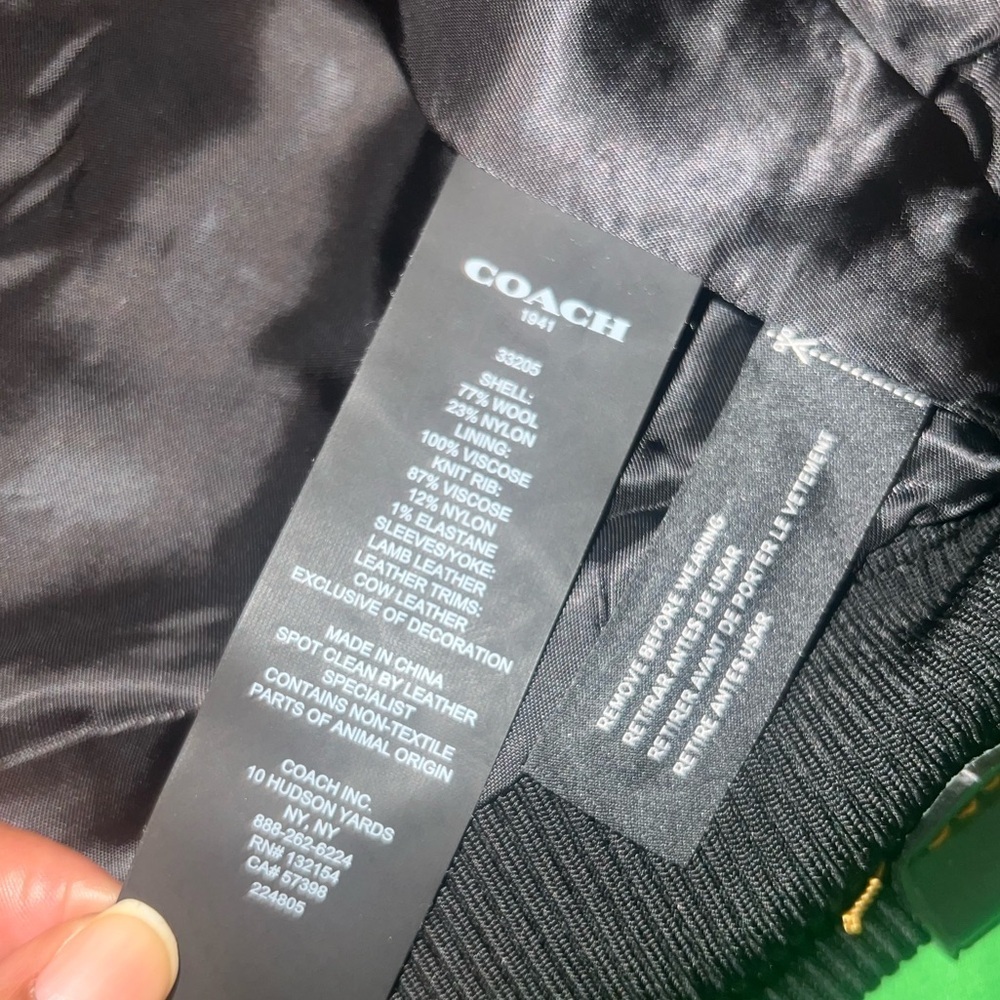 COACH
1941
33205
SHELL:
77% WOOL
23% NYLON
LINING:
100% VISCOSE
KNIT RIB:
87% VISCOSE
12% NYLON
1% ELASTANE
SLEEVES/YOKE:
LAMB LEATHER
LEATHER TRIMS:
COW LEATHER
EXCLUSIVE OF DECORATION
MADE IN CHINA
SPOT CLEAN BY LEATHER
SPECIALIST
CONTAINS NON-TEXTILE
PARTS OF ANIMAL ORIGIN
COACH INC.
10 HUDSON YARDS
NY, NY
888-262-6224
RN# 132154
CA# 57398
224805
REMOVE BEFORE WEARING
RETIRAR ANTES DE USAR
RETIRER AVANT DE PORTER LE VETEMENT
RETIRE ANTES USAR